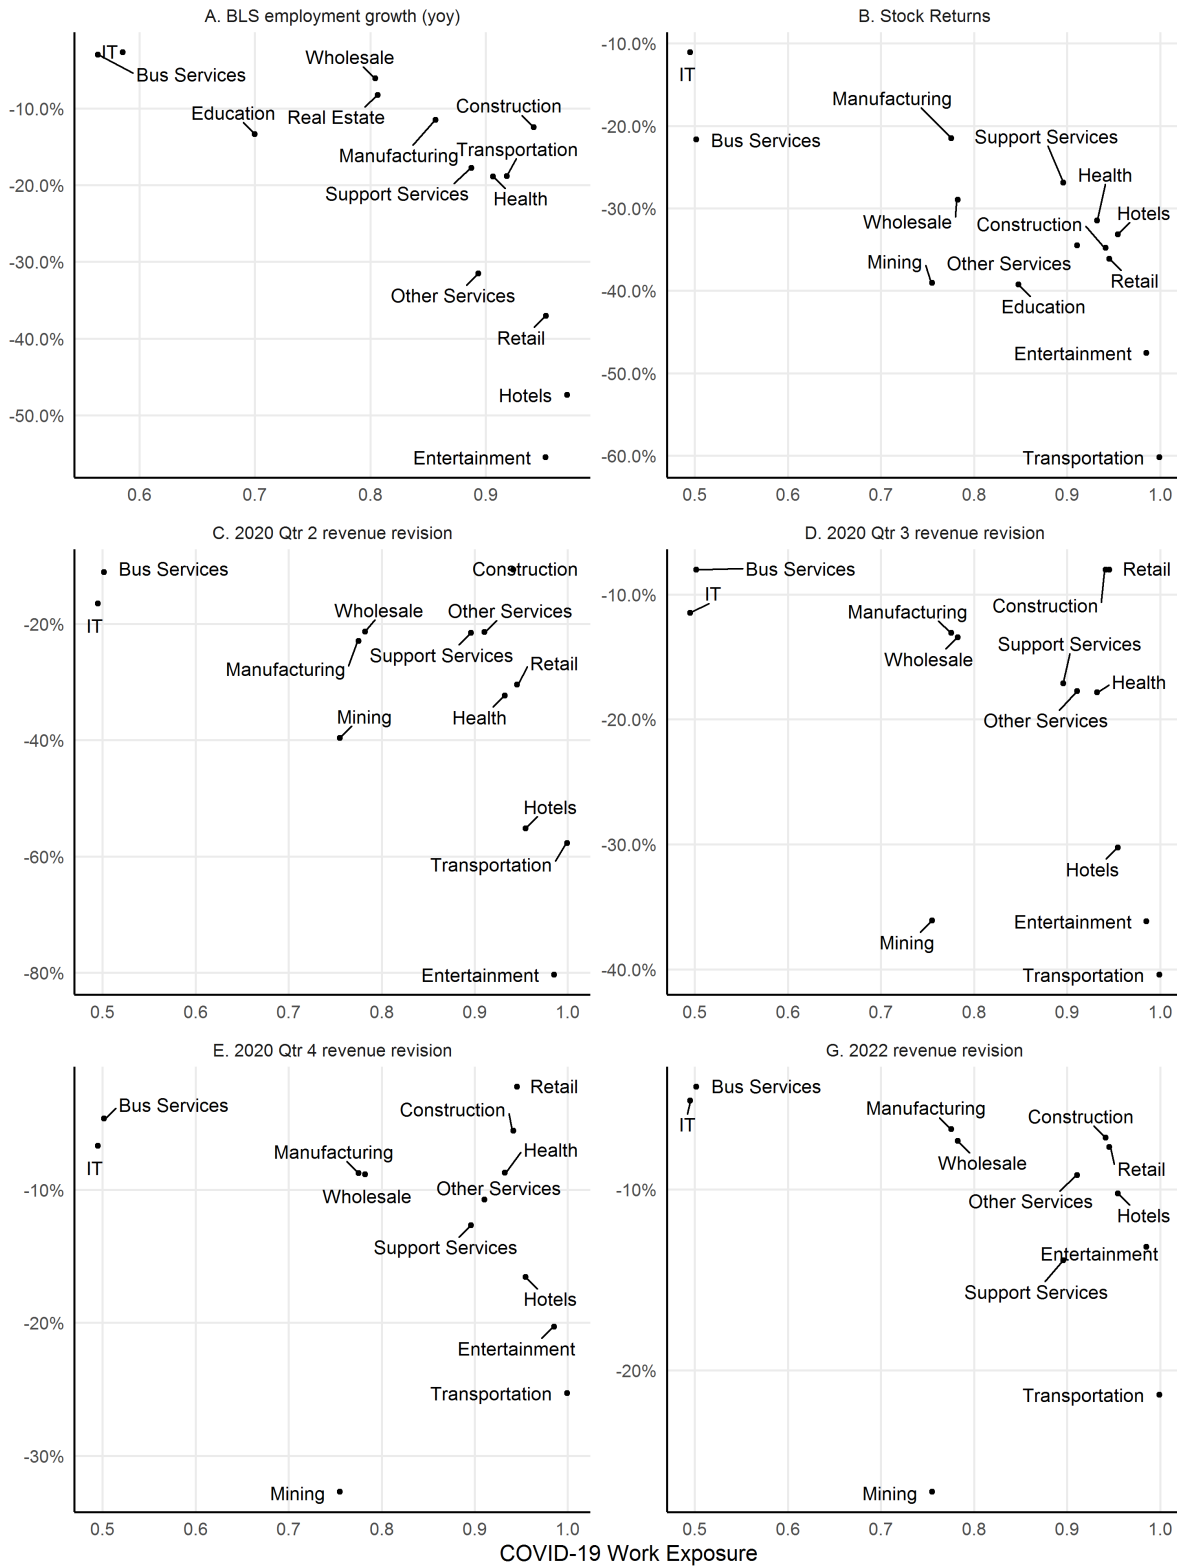 A. BLS employment growth (yoy)
IT
Bus Services
Wholesale
Education
Real Estate
Construction
Manufacturing
Transportation
Support Services
Health
Other Services
Retail
Hotels
Entertainment
-10.0%
-20.0%
-30.0%
-40.0%
-50.0%
0.6 0.7 0.8 0.9
B. Stock Returns
IT
Manufacturing
Bus Services
Support Services
Health
Wholesale
Construction
Hotels
Mining
Other Services
Retail
Education
Entertainment
Transportation
-10.0%
-20.0%
-30.0%
-40.0%
-50.0%
-60.0%
0.5 0.6 0.7 0.8 0.9 1.0
C. 2020 Qtr 2 revenue revision
Bus Services
Construction
IT
Wholesale
Other Services
Manufacturing
Support Services
Retail
Mining
Health
Hotels
Transportation
Entertainment
-20%
-40%
-60%
-80%
0.5 0.6 0.7 0.8 0.9 1.0
D. 2020 Qtr 3 revenue revision
Bus Services
Retail
IT
Manufacturing
Construction
Wholesale
Support Services
Health
Other Services
Hotels
Mining
Entertainment
Transportation
-10.0%
-20.0%
-30.0%
-40.0%
0.5 0.6 0.7 0.8 0.9 1.0
E. 2020 Qtr 4 revenue revision
Retail
Bus Services
Construction
IT
Manufacturing
Health
Wholesale
Other Services
Support Services
Hotels
Entertainment
Transportation
Mining
-10%
-20%
-30%
0.5 0.6 0.7 0.8 0.9 1.0
G. 2022 revenue revision
Bus Services
IT
Manufacturing
Construction
Wholesale
Retail
Other Services
Hotels
Entertainment
Support Services
Transportation
Mining
-10%
-20%
0.5 0.6 0.7 0.8 0.9 1.0
COVID-19 Work Exposure